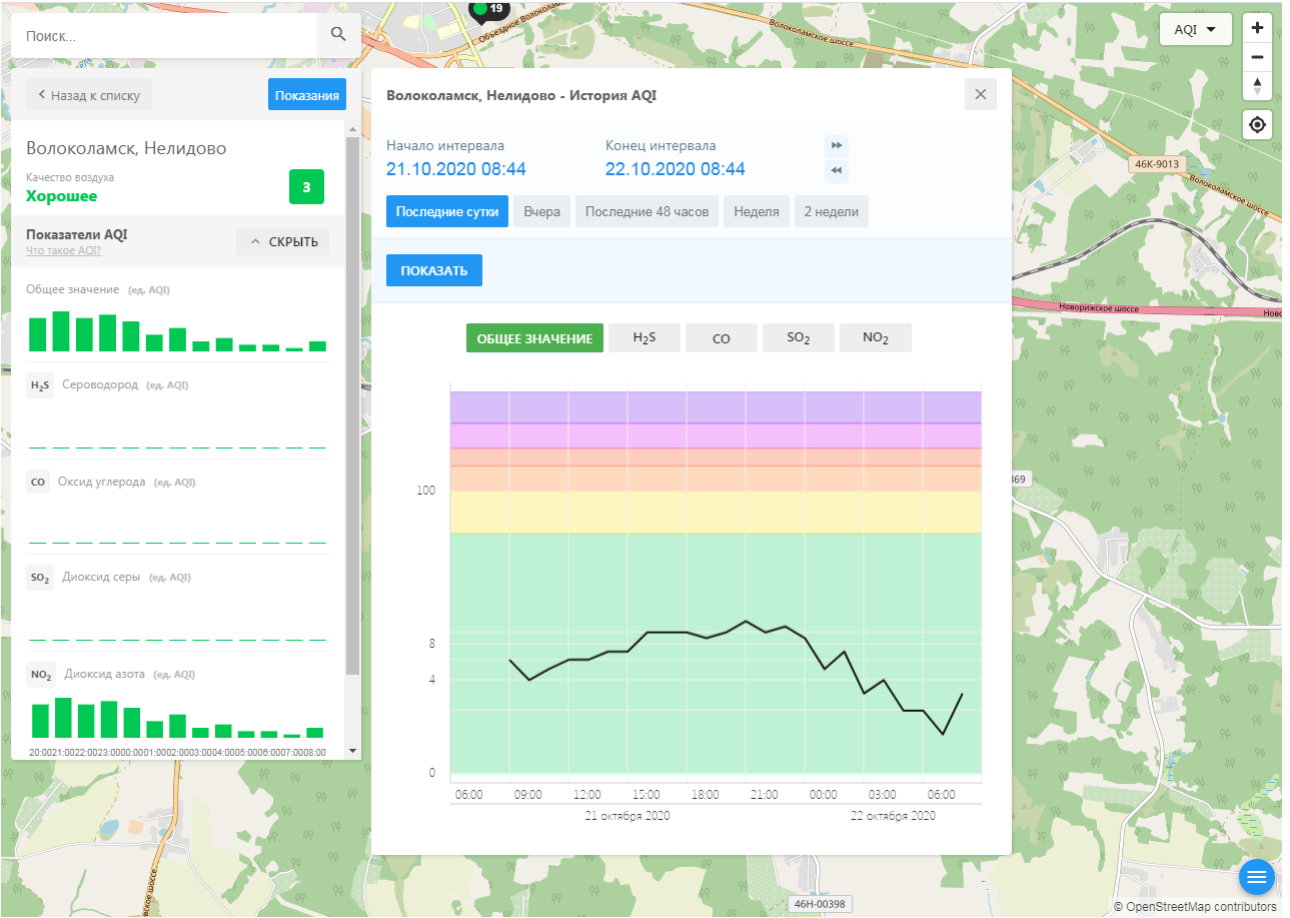 19
Объездное Волоколам
Волоколамское шоссе
Поиск...
AQI
+
−
Назад к списку
Показания
Волоколамск, Нелидово
Качество воздуха
Хорошее
3
Показатели AQI
Что такое AQI?
СКРЫТЬ
Общее значение (ед. AQI)
H2S Сероводород (ед. AQI)
CO Оксид углерода (ед. AQI)
SO2 Диоксид серы (ед. AQI)
NO2 Диоксид азота (ед. AQI)
20:0021:0022:0023:0000:0001:0002:0003:0004:0005:0006:0007:0008:00
Волоколамск, Нелидово - История AQI
Начало интервала
Конец интервала
21.10.2020 08:44
22.10.2020 08:44
Последние сутки
Вчера
Последние 48 часов
Неделя
2 недели
ПОКАЗАТЬ
ОБЩЕЕ ЗНАЧЕНИЕ
H2S
CO
SO2
NO2
100
8
4
0
06:00 09:00 12:00 15:00 18:00 21:00 00:00 03:00 06:00
21 октября 2020
22 октября 2020
46К-9013
Волоколамское шоссе
Новорижское шоссе
Ново
369
вское шоссе
46Н-00398
© OpenStreetMap contributors